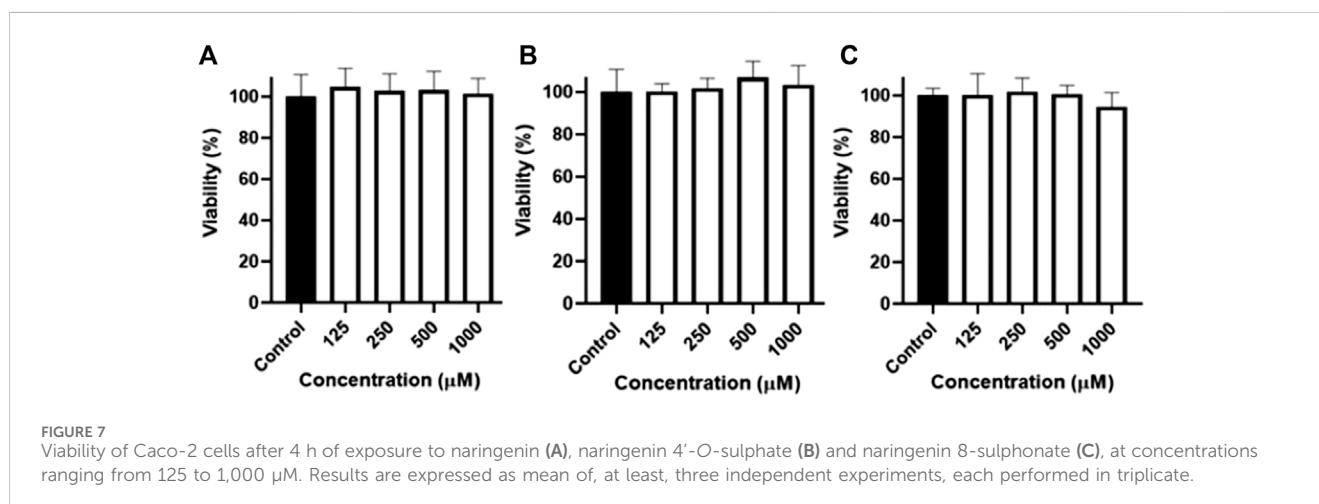 A
B
C
Viability (%)
100
80
60
40
20
0
Control
125
250
500
1000
Concentration (μM)
Viability (%)
100
80
60
40
20
0
Control
125
250
500
1000
Concentration (μM)
Viability (%)
100
80
60
40
20
0
Control
125
250
500
1000
Concentration (μM)
FIGURE 7
Viability of Caco-2 cells after 4 h of exposure to naringenin (A), naringenin 4′-O-sulphate (B) and naringenin 8-sulphonate (C), at concentrations
ranging from 125 to 1,000 μM. Results are expressed as mean of, at least, three independent experiments, each performed in triplicate.